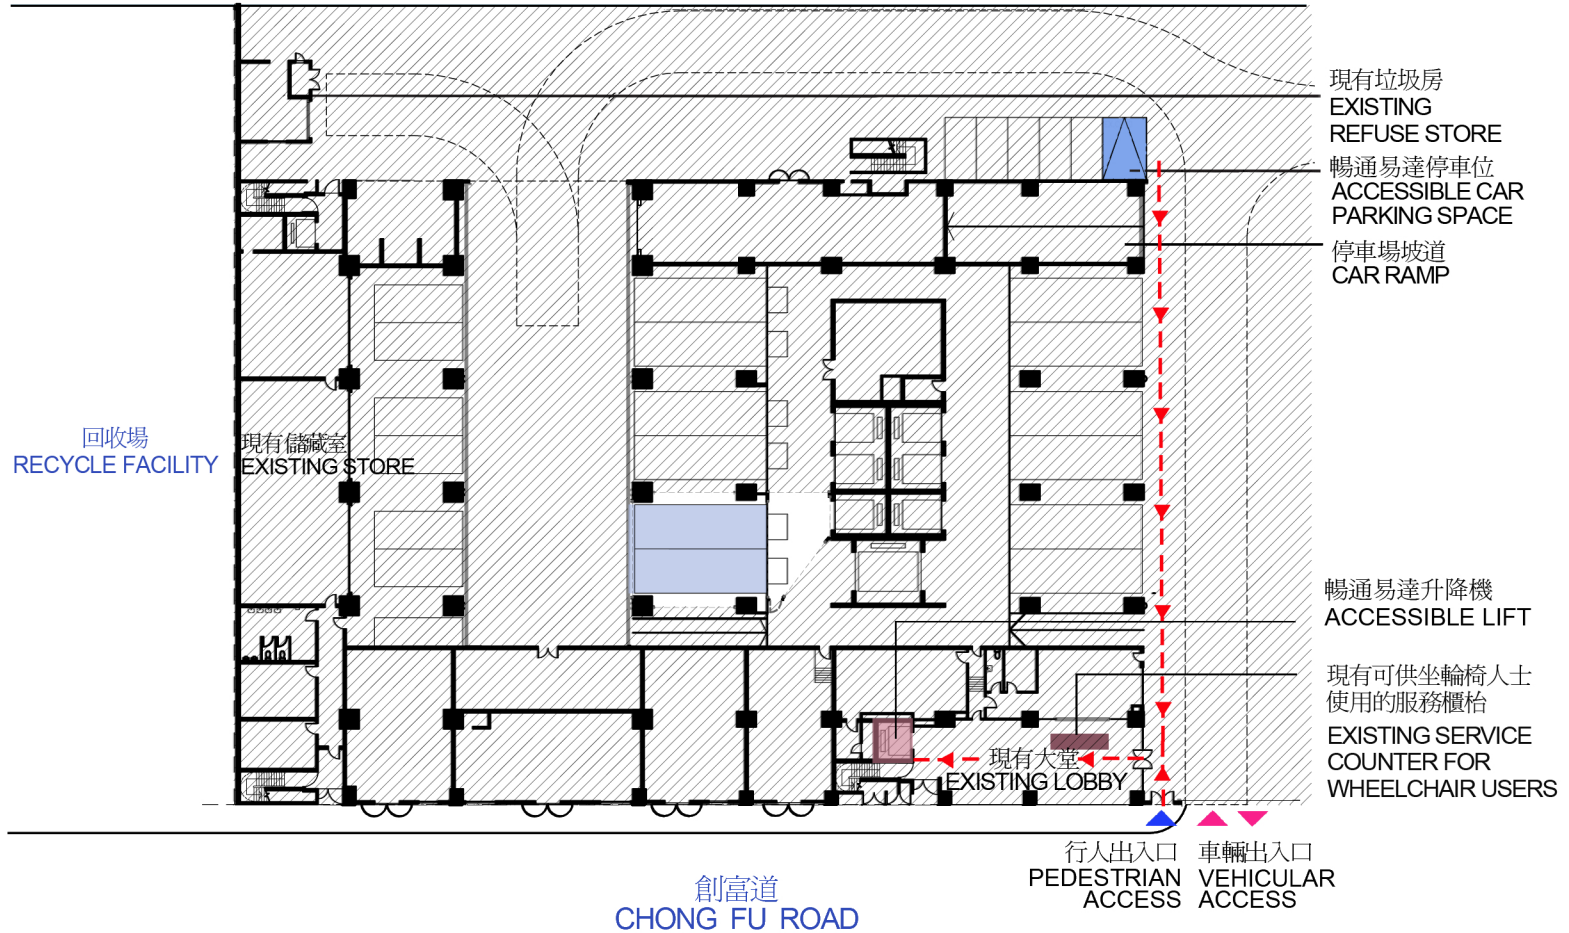 現有垃圾房
EXISTING
REFUSE STORE
暢通易達停車位
ACCESSIBLE CAR
PARKING SPACE
停車場坡道
CAR RAMP
回收場
RECYCLE FACILITY
現有儲藏室
EXISTING STORE
暢通易達升降機
ACCESSIBLE LIFT
現有可供坐輪椅人士
使用的服務櫃枱
EXISTING SERVICE
COUNTER FOR
WHEELCHAIR USERS
現有大堂
EXISTING LOBBY
行人出入口
PEDESTRIAN
ACCESS
車輛出入口
VEHICULAR
ACCESS
創富道
CHONG FU ROAD